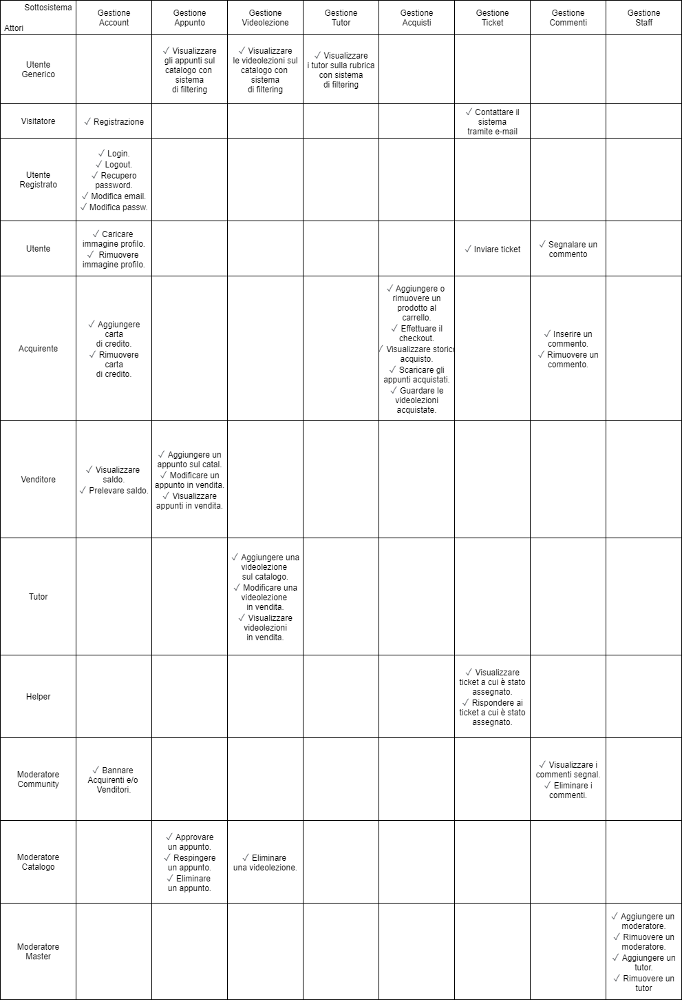 Sottosistema
Attori
Gestione
Account
Gestione
Appunto
Gestione
Videolezione
Gestione
Tutor
Gestione
Acquisti
Gestione
Ticket
Gestione
Commenti
Gestione
Staff
Utente
Generico
✓ Visualizzare
gli appunti sul
catalogo con
sistema
di filtering
✓ Visualizzare
le videolezioni sul
catalogo con
sistema
di filtering
✓ Visualizzare
i tutor sulla rubrica
con sistema
di filtering
Visitatore
✓ Registrazione
✓ Contattare il
sistema
tramite e-mail
Utente
Registrato
✓ Login.
✓ Logout.
✓ Recupero
password.
✓ Modifica email.
✓ Modifica passw.
Utente
✓ Caricare
immagine profilo.
✓ Rimuovere
immagine profilo.
✓ Inviare ticket
✓ Segnalare un
commento
Acquirente
✓ Aggiungere
carta
di credito.
✓ Rimuovere
carta
di credito.
✓ Aggiungere o
rimuovere un
prodotto al
carrello.
✓ Effettuare il
checkout.
✓ Visualizzare storico
acquisto.
✓ Scaricare gli
appunti acquistati.
✓ Guardare le
videolezioni
acquistate.
✓ Inserire un
commento.
✓ Rimuovere un
commento.
Venditore
✓ Visualizzare
saldo.
✓ Prelevare saldo.
✓ Aggiungere un
appunto sul catal.
✓ Modificare un
appunto in vendita.
✓ Visualizzare
appunti in vendita.
Tutor
✓ Aggiungere una
videolezione
sul catalogo.
✓ Modificare una
videolezione
in vendita.
✓ Visualizzare
videolezioni
in vendita.
Helper
✓ Visualizzare
ticket a cui è stato
assegnato.
✓ Rispondere ai
ticket a cui è stato
assegnato.
Moderatore
Community
✓ Bannare
Acquirenti e/o
Venditori.
✓ Visualizzare i
commenti segnal.
✓ Eliminare i
commenti.
Moderatore
Catalogo
✓ Approvare
un appunto.
✓ Respingere
un appunto.
✓ Eliminare
un appunto.
✓ Eliminare
una videolezione.
Moderatore
Master
✓ Aggiungere un
moderatore.
✓ Rimuovere un
moderatore.
✓ Aggiungere un
tutor.
✓ Rimuovere un
tutor